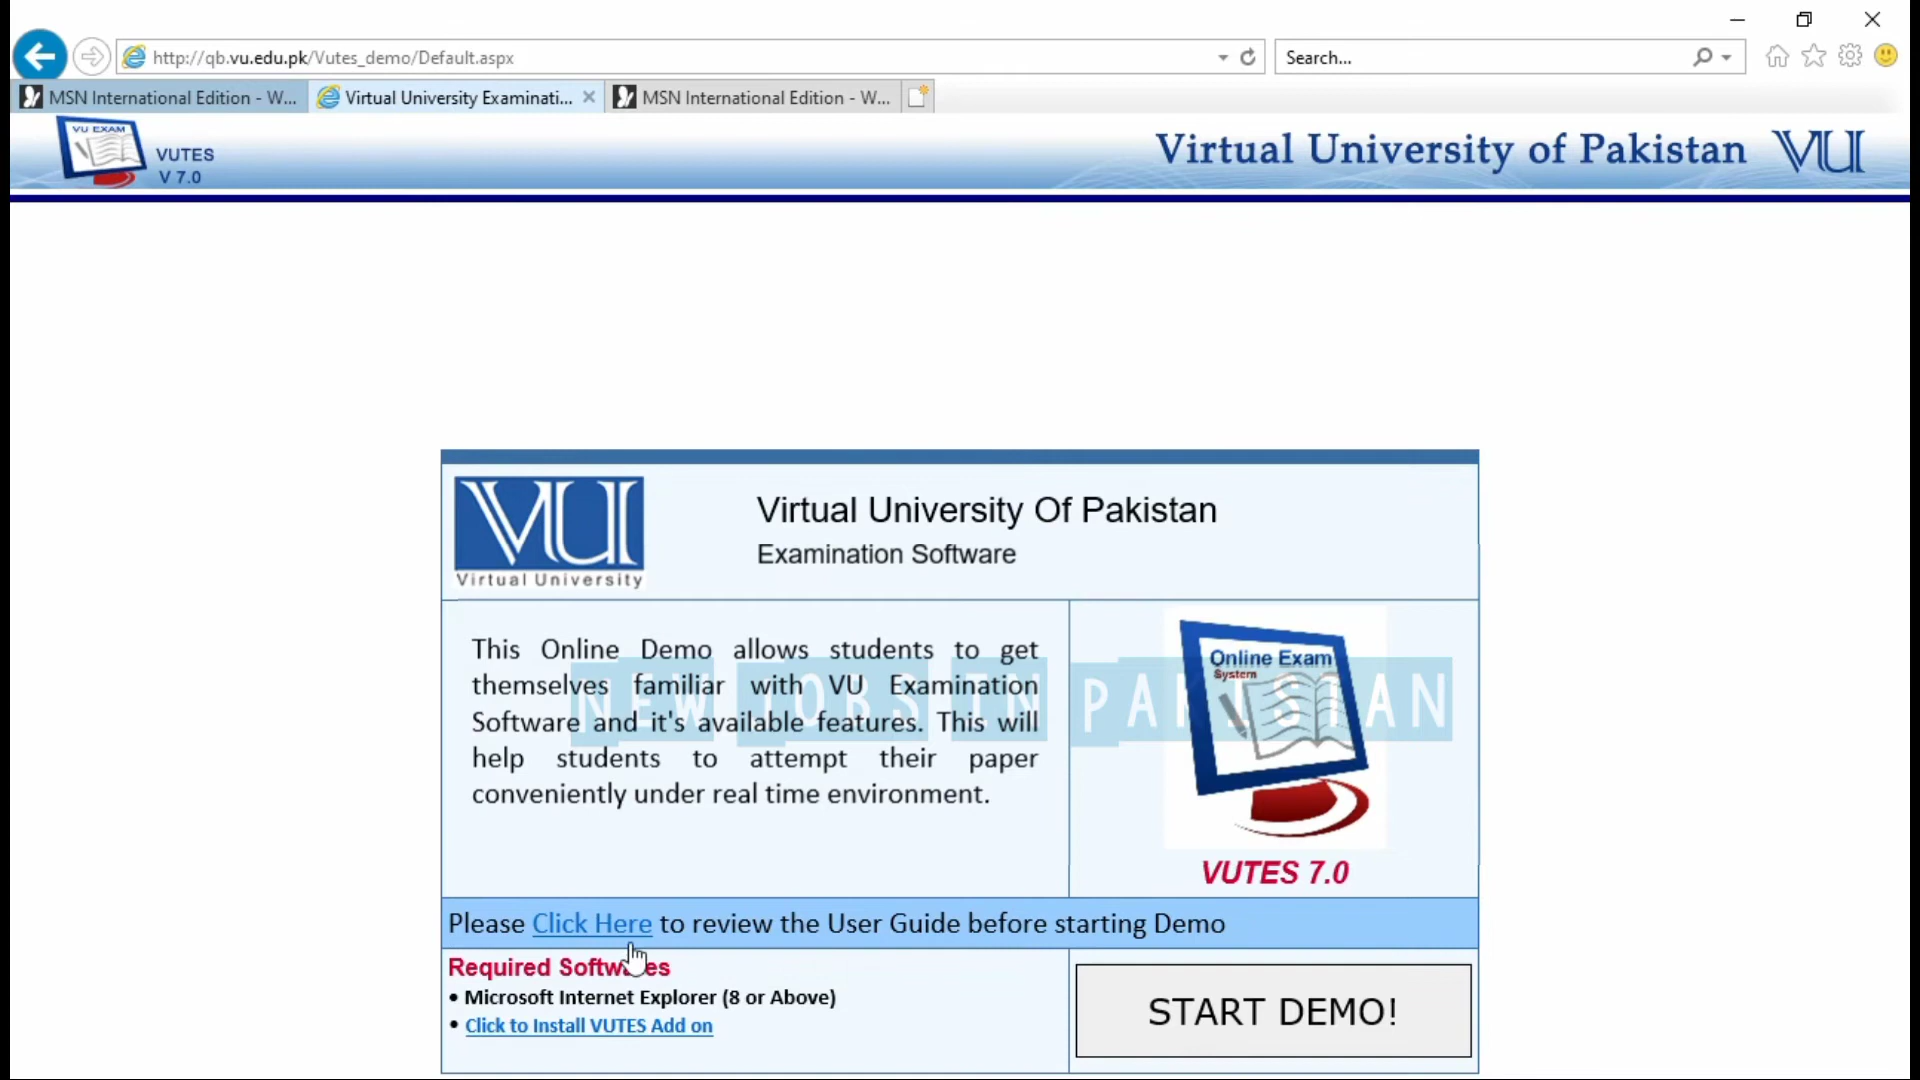 http://qb.vu.edu.pk/Vutes_demo/Default.aspx
Search...
MSN International Edition - W...
Virtual University Examinati...
MSN International Edition - W...
VU EXAM
VUTES
V 7.0
Virtual University of Pakistan VU
VU
Virtual University
Virtual University Of Pakistan
Examination Software
This Online Demo allows students to get
themselves familiar with VU Examination
Software and it's available features. This will
help students to attempt their paper
conveniently under real time environment.
NEW JOBS IN PAKISTAN
Online Exam
System
VUTES 7.0
Please Click Here to review the User Guide before starting Demo
Required Softwares
• Microsoft Internet Explorer (8 or Above)
• Click to Install VUTES Add on
START DEMO!